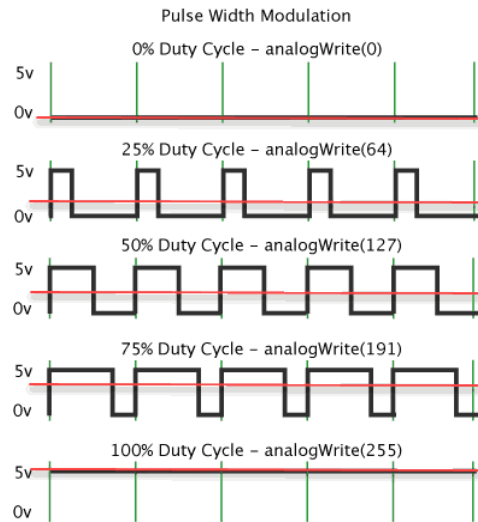 Pulse Width Modulation
0% Duty Cycle – analogWrite(0)
5v
0v
25% Duty Cycle – analogWrite(64)
5v
0v
50% Duty Cycle – analogWrite(127)
5v
0v
75% Duty Cycle – analogWrite(191)
5v
0v
100% Duty Cycle – analogWrite(255)
5v
0v